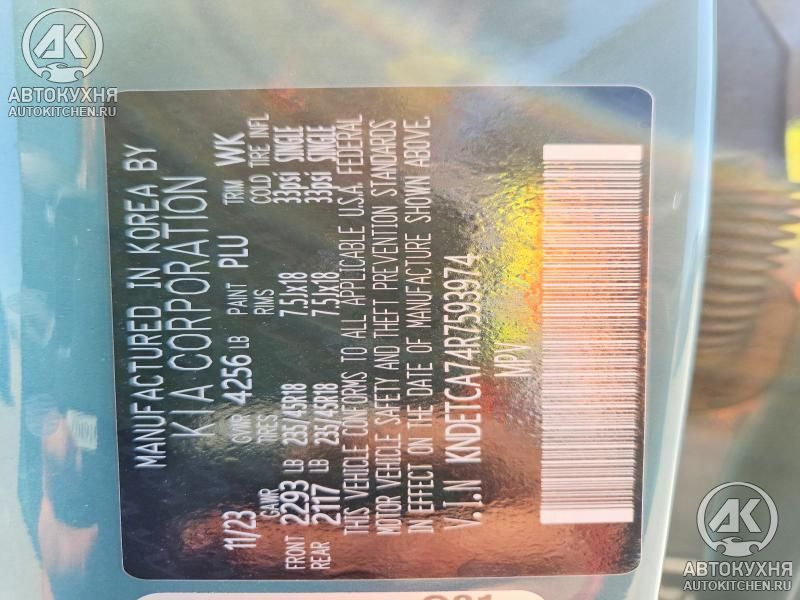 АК
АВТОКУХНЯ
AUTOKITCHEN.RU
MANUFACTURED IN KOREA BY
KIA CORPORATION
11/23 GVWR 4256 LB PAINT PLU TRIM WK
GAWR TIRES RIMS COLD TIRE INFL
FRONT 2293 LB 235/45R18 7.5Jx18 33psi SINGLE
REAR 2117 LB 235/45R18 7.5Jx18 33psi SINGLE
THIS VEHICLE CONFORMS TO ALL APPLICABLE U.S.A. FEDERAL
MOTOR VEHICLE SAFETY AND THEFT PREVENTION STANDARDS
IN EFFECT ON THE DATE OF MANUFACTURE SHOWN ABOVE.
V.I.N KNDETCA74R7593974
MPV
АК
АВТОКУХНЯ
AUTOKITCHEN.RU